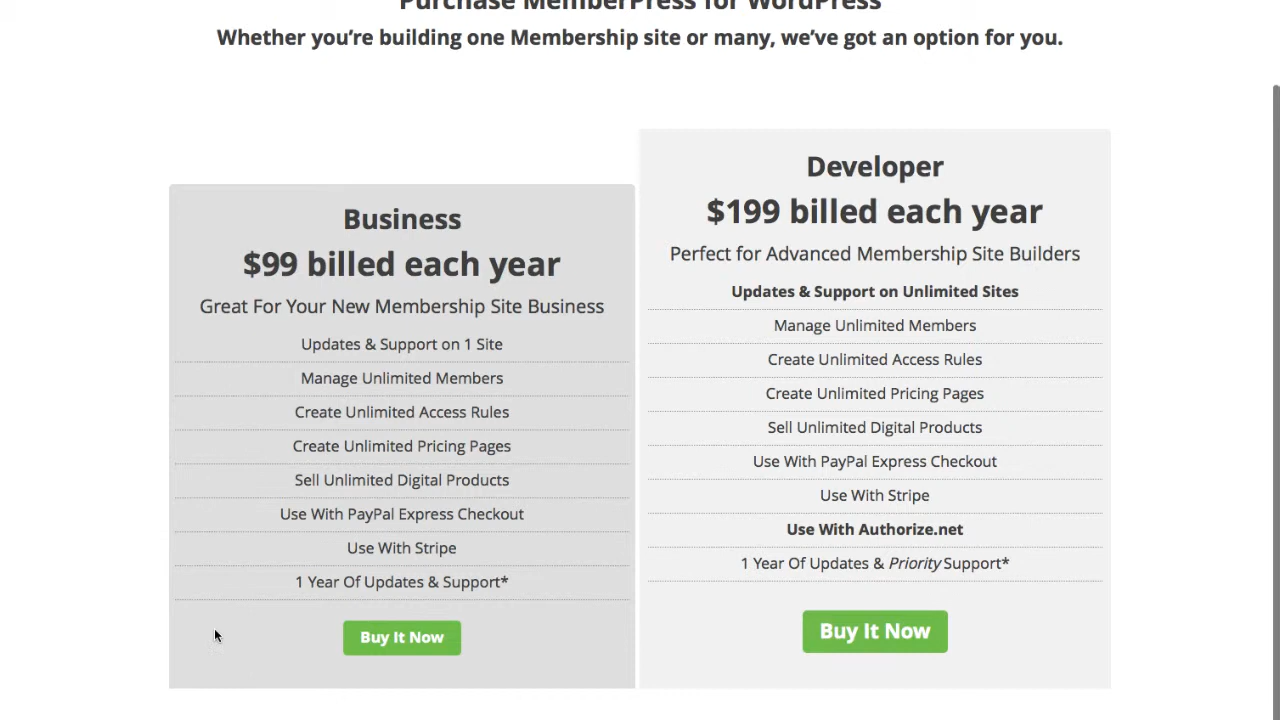 Purchase MemberPress for WordPress
Whether you're building one Membership site or many, we've got an option for you.
Business
$99 billed each year
Great For Your New Membership Site Business
Updates & Support on 1 Site
Manage Unlimited Members
Create Unlimited Access Rules
Create Unlimited Pricing Pages
Sell Unlimited Digital Products
Use With PayPal Express Checkout
Use With Stripe
1 Year Of Updates & Support*
Buy It Now
Developer
$199 billed each year
Perfect for Advanced Membership Site Builders
Updates & Support on Unlimited Sites
Manage Unlimited Members
Create Unlimited Access Rules
Create Unlimited Pricing Pages
Sell Unlimited Digital Products
Use With PayPal Express Checkout
Use With Stripe
Use With Authorize.net
1 Year Of Updates & Priority Support*
Buy It Now